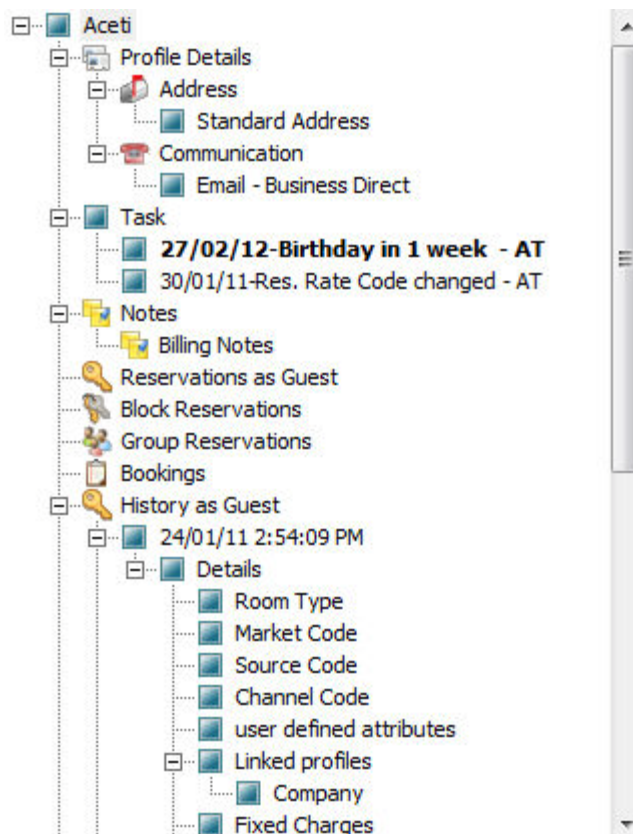 Aceti
Profile Details
Address
Standard Address
Communication
Email - Business Direct
Task
27/02/12-Birthday in 1 week  - AT
30/01/11-Res. Rate Code changed - AT
Notes
Billing Notes
Reservations as Guest
Block Reservations
Group Reservations
Bookings
History as Guest
24/01/11 2:54:09 PM
Details
Room Type
Market Code
Source Code
Channel Code
user defined attributes
Linked profiles
Company
Fixed Charges